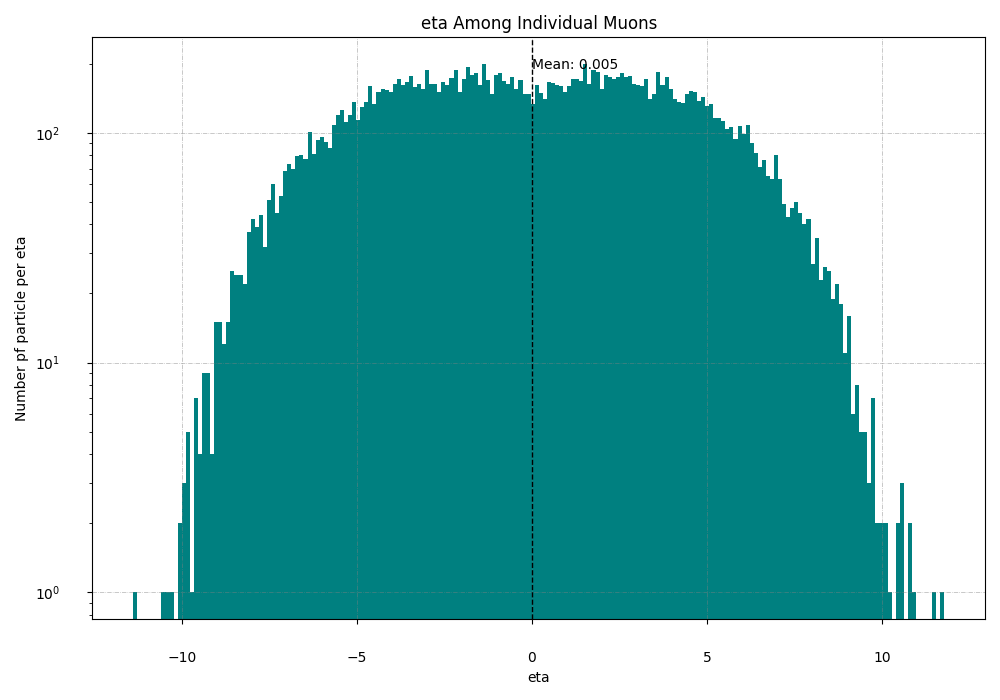 eta Among Individual Muons
Mean: 0.005
Number pf particle per eta
10²
10¹
10⁰
−10 −5 0 5 10
eta